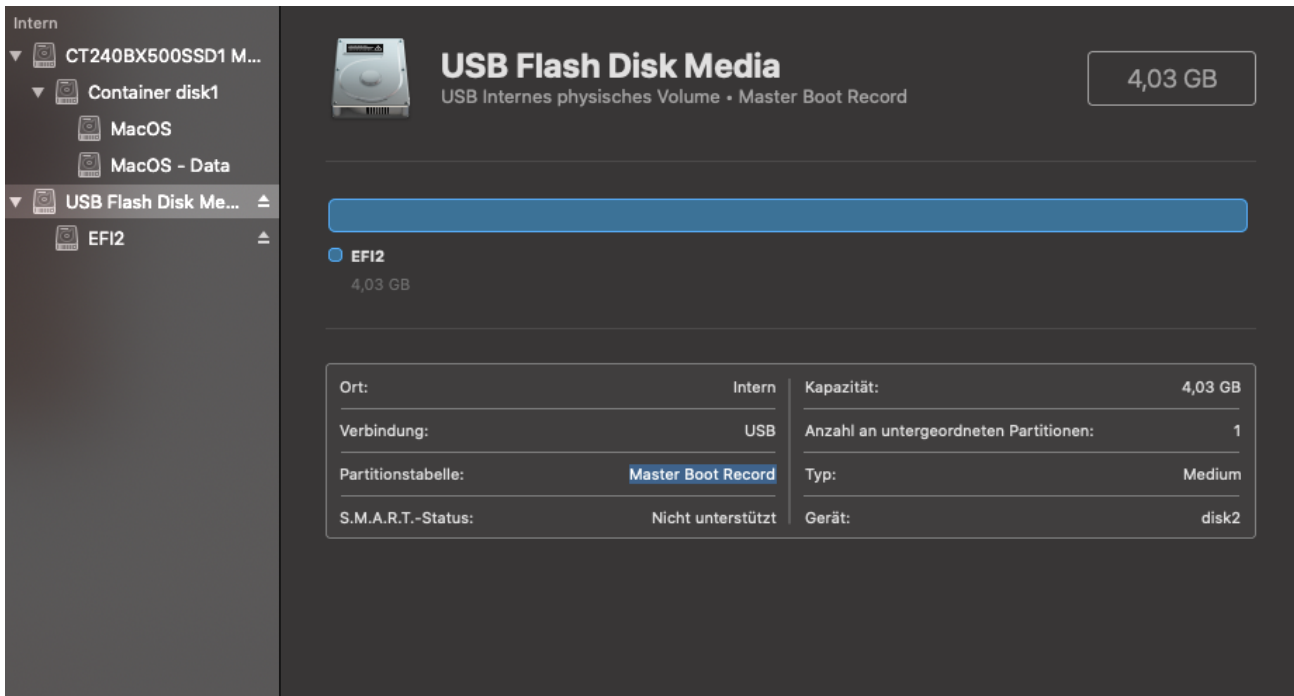 Intern
CT240BX500SSD1 M...
Container disk1
MacOS
MacOS - Data
USB Flash Disk Me...
EFI2
USB Flash Disk Media
USB Internes physisches Volume • Master Boot Record
4,03 GB
EFI2
4,03 GB
Ort: Intern
Verbindung: USB
Partitionstabelle: Master Boot Record
S.M.A.R.T.-Status: Nicht unterstützt
Kapazität: 4,03 GB
Anzahl an untergeordneten Partitionen: 1
Typ: Medium
Gerät: disk2